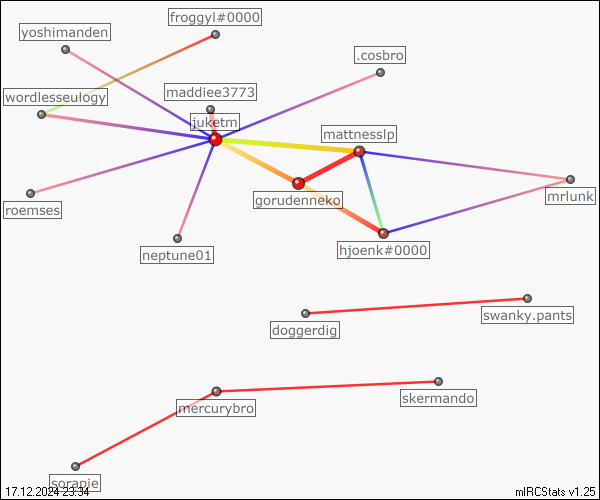 froggyl#0000
yoshimanden
.cosbro
maddiee3773
wordlesseulogy
juketm
mattnesslp
mrlunk
gorudenneko
roemses
hjoenk#0000
neptune01
swanky.pants
doggerdig
skermando
mercurybro
sorapie
17.12.2024 23:34
mIRCStats v1.25